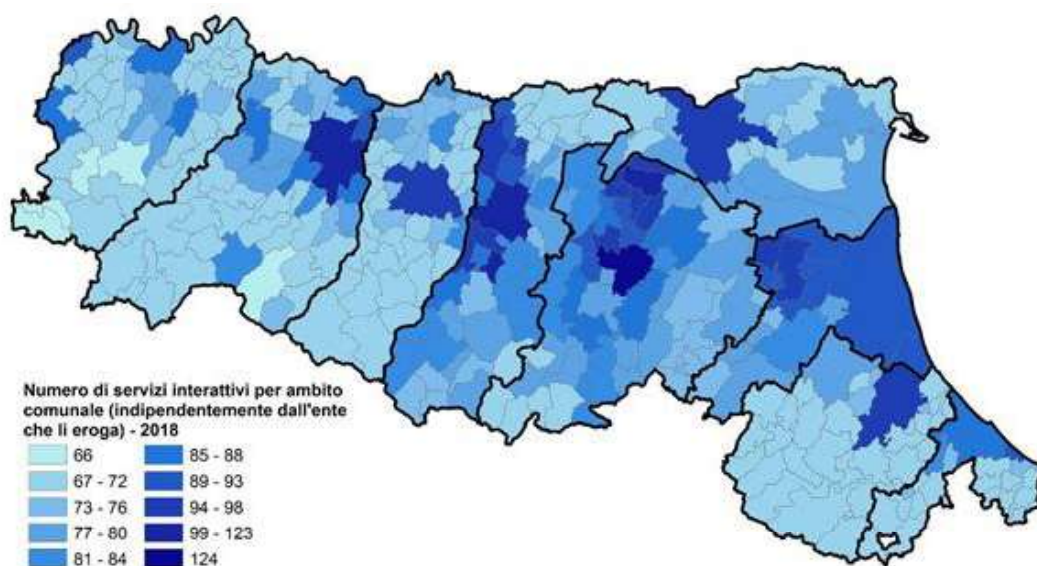 Numero di servizi interattivi per ambito
comunale (indipendentemente dall'ente
che li eroga) - 2018
66
67 - 72
73 - 76
77 - 80
81 - 84
85 - 88
89 - 93
94 - 98
99 - 123
124